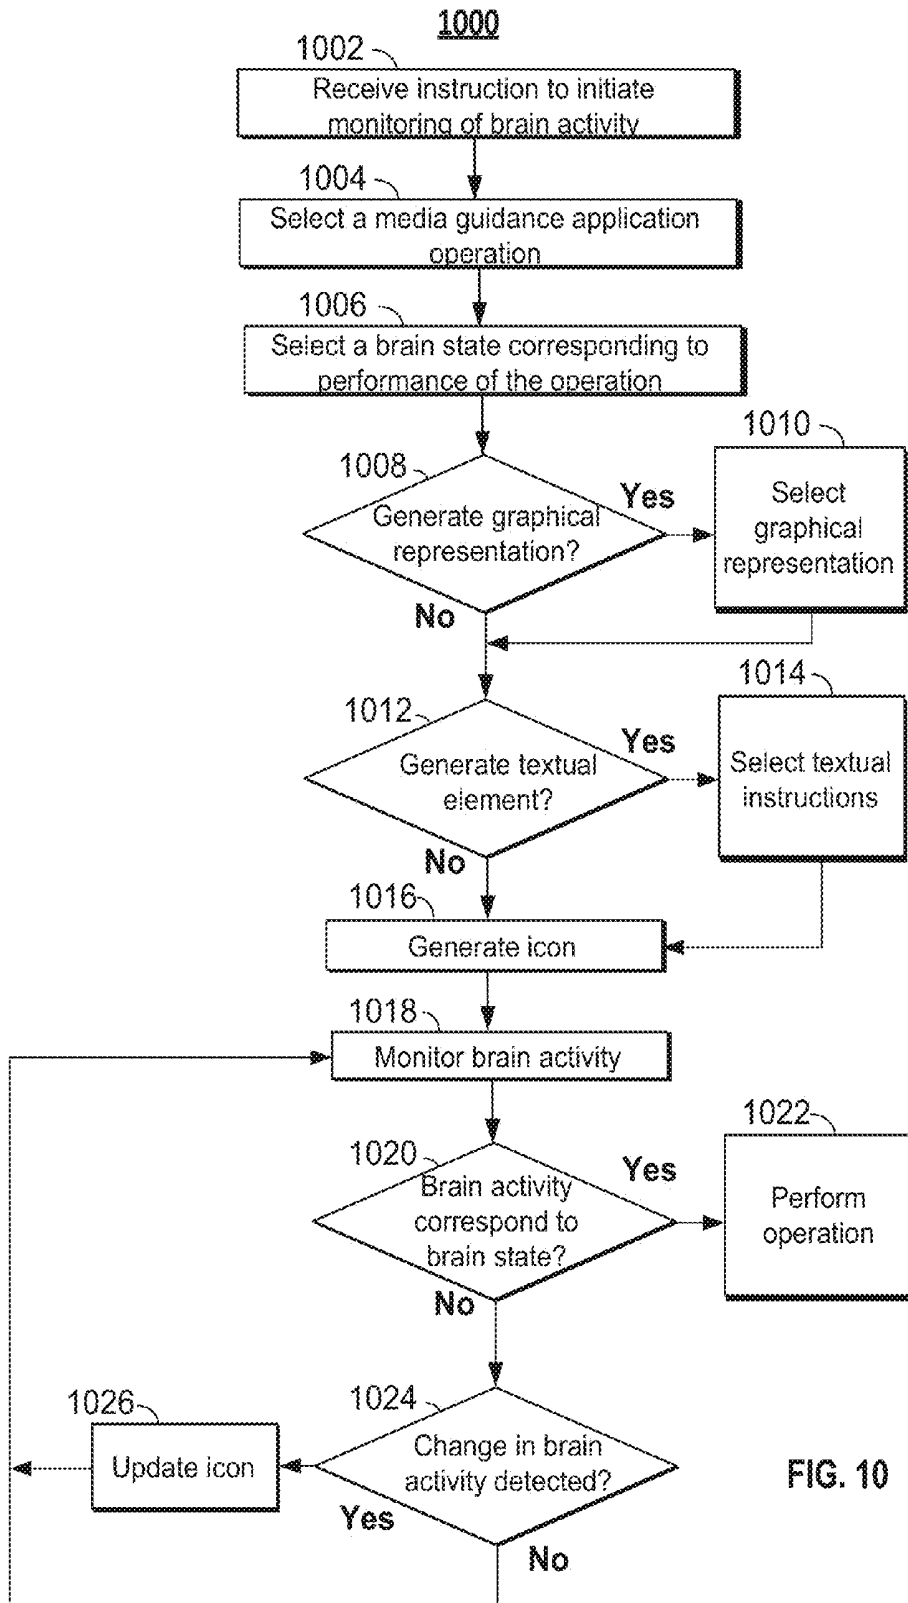 1000
1002
Receive instruction to initiate
monitoring of brain activity
1004
Select a media guidance application
operation
1006
Select a brain state corresponding to
performance of the operation
1008
Generate graphical
representation?
Yes
No
1010
Select
graphical
representation
1012
Generate textual
element?
Yes
No
1014
Select textual
instructions
1016
Generate icon
1018
Monitor brain activity
1020
Brain activity
correspond to
brain state?
Yes
No
1022
Perform
operation
1024
Change in brain
activity detected?
Yes
No
1026
Update icon
FIG. 10